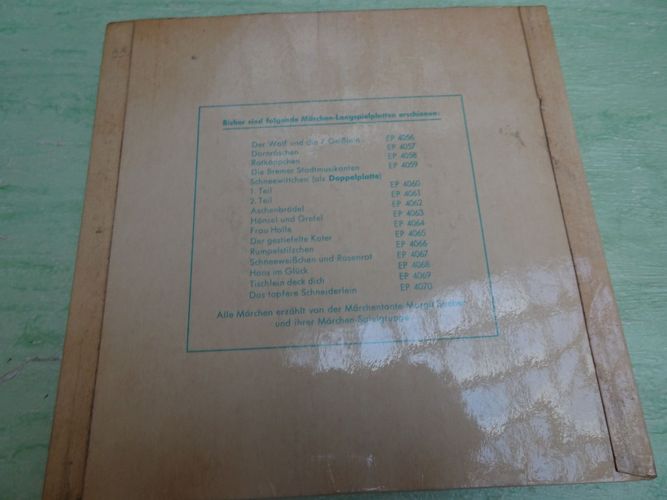 Bisher sind folgende Märchen-Langspielplatten erschienen:
Der Wolf und die 7 Geißlein EP 4056
Dornröschen EP 4057
Rotkäppchen EP 4058
Die Bremer Stadtmusikanten EP 4059
Schneewittchen (als Doppelplatte)
1. Teil EP 4060
2. Teil EP 4061
Aschenbrödel EP 4062
Hänsel und Gretel EP 4063
Frau Holle EP 4064
Der gestiefelte Kater EP 4065
Rumpelstilzchen EP 4066
Schneeweißchen und Rosenrot EP 4067
Hans im Glück EP 4068
Tischlein deck dich EP 4069
Das tapfere Schneiderlein EP 4070
Alle Märchen erzählt von der Märchentante Margit
und ihrer Märchen-Spielgruppe